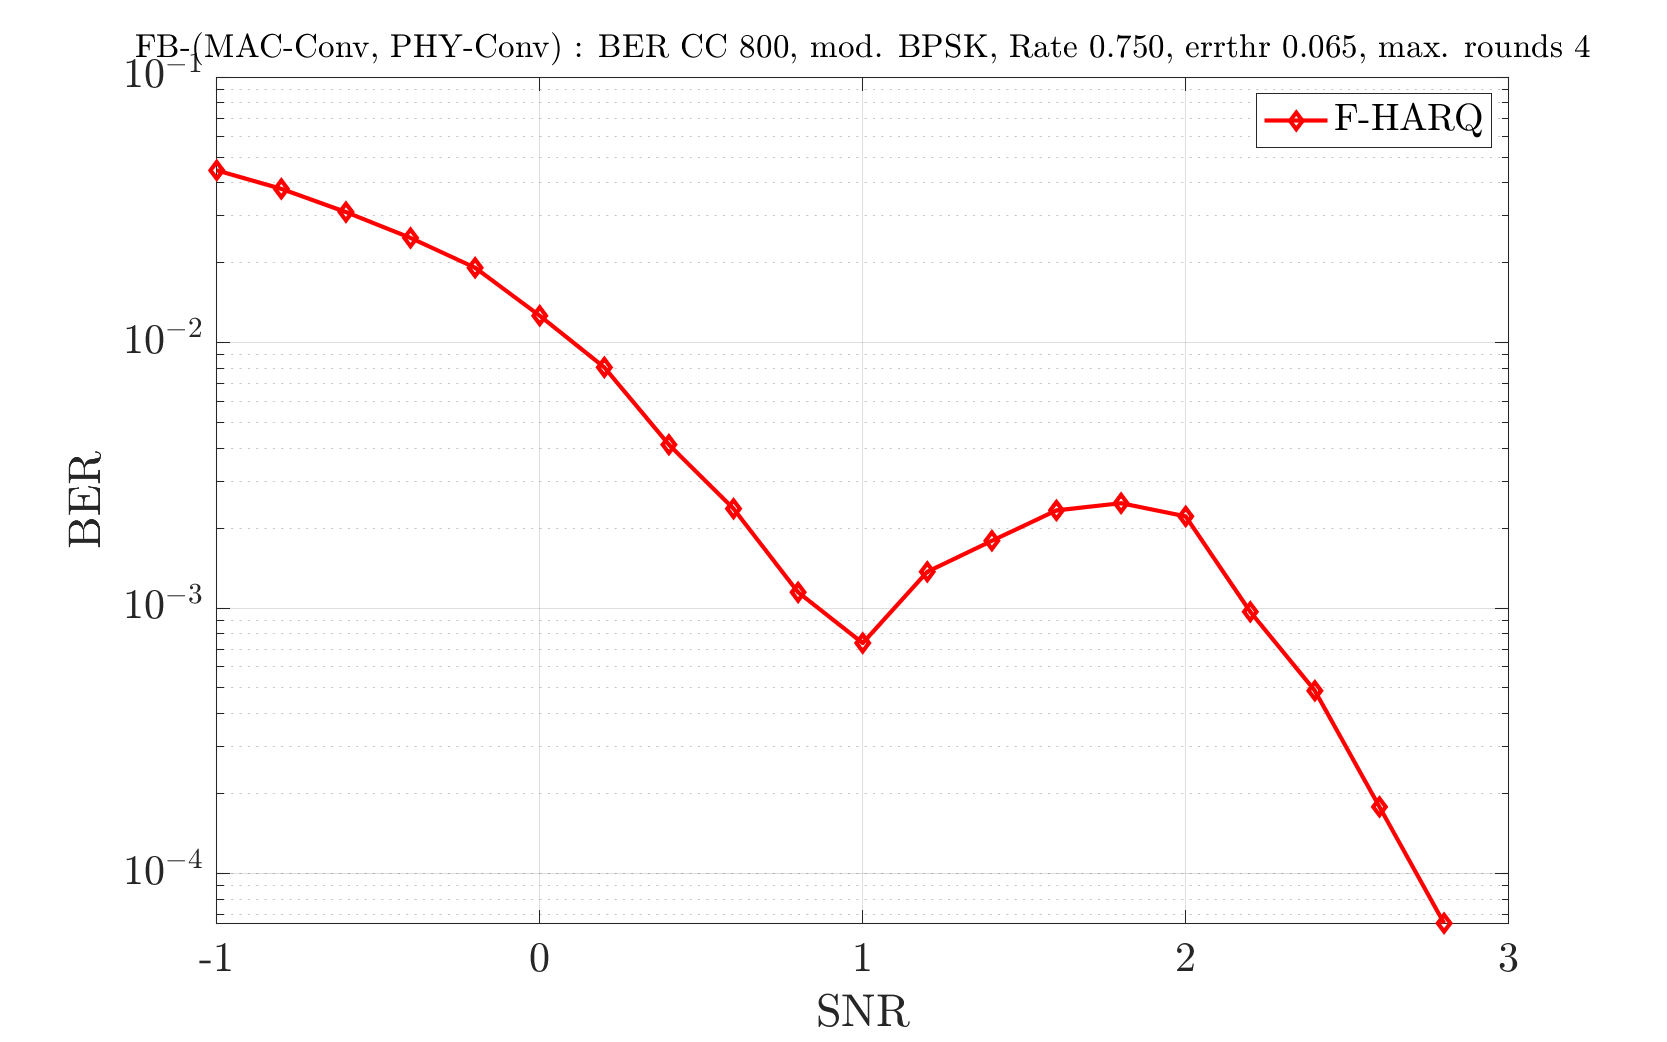 FB-(MAC-Conv, PHY-Conv) : BER CC 800, mod. BPSK, Rate 0.750, errthr 0.065, max. rounds 4
10^{-1}
F-HARQ
10^{-2}
BER
10^{-3}
10^{-4}
-1 0 1 2 3
SNR